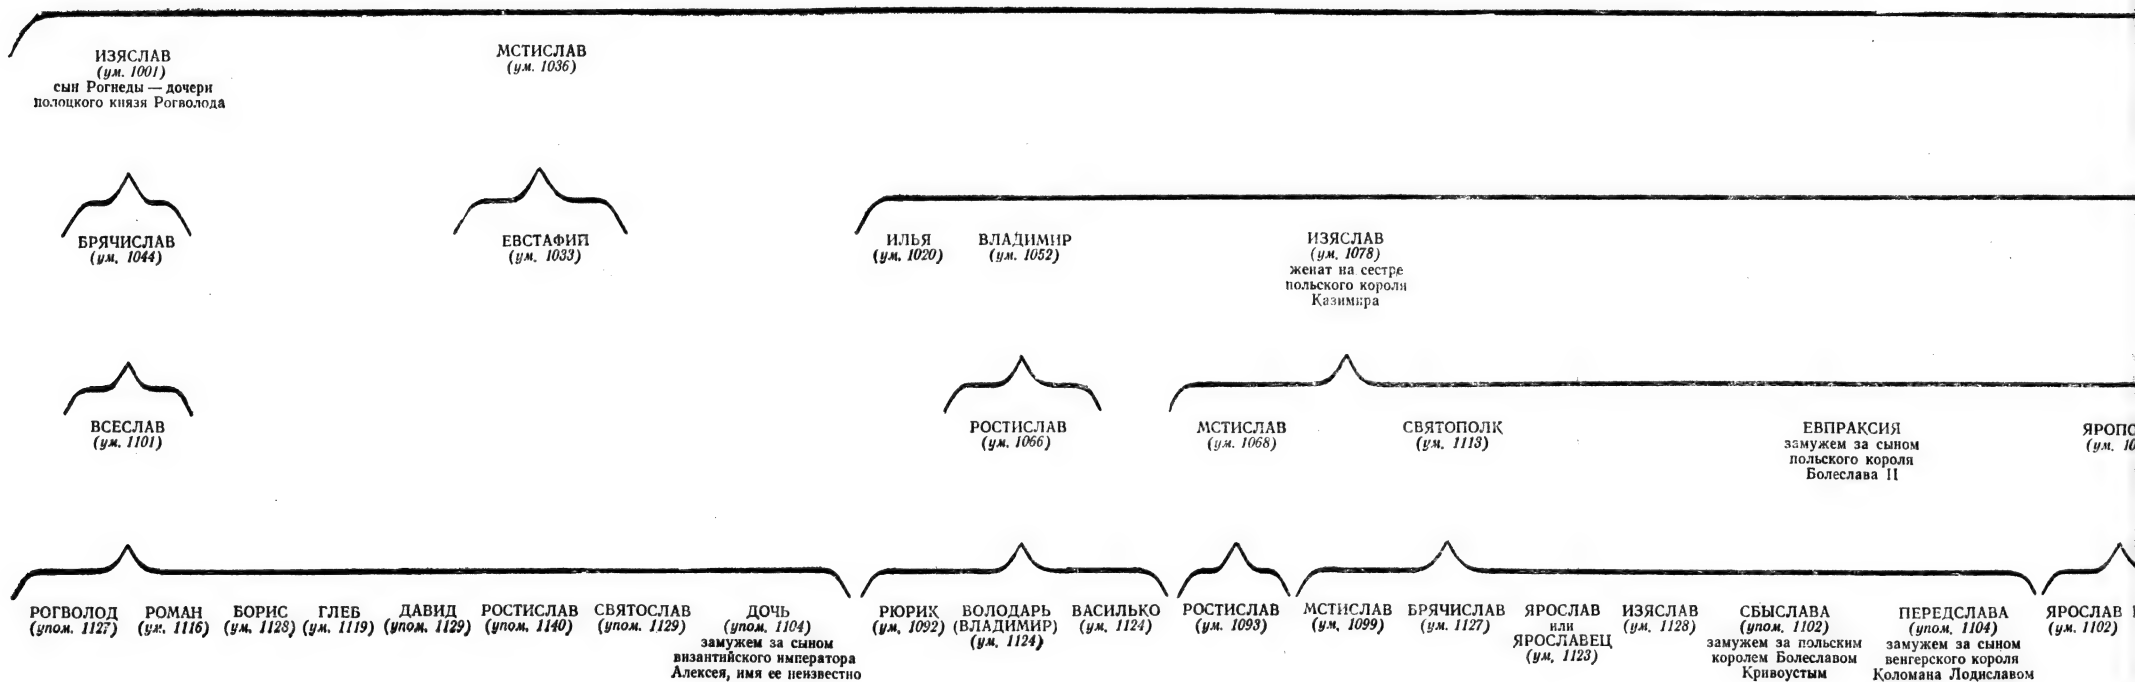 ИЗЯСЛАВ
(ум. 1001)
сын Рогнеды — дочери
полоцкого князя Рогволода
МСТИСЛАВ
(ум. 1036)
БРЯЧИСЛАВ
(ум. 1044)
ЕВСТАФИЙ
(ум. 1033)
ИЛЬЯ
(ум. 1020)
ВЛАДИМИР
(ум. 1052)
ИЗЯСЛАВ
(ум. 1078)
женат на сестре
польского короля
Казимира
ВСЕСЛАВ
(ум. 1101)
РОСТИСЛАВ
(ум. 1066)
МСТИСЛАВ
(ум. 1068)
СВЯТОПОЛК
(ум. 1113)
ЕВПРАКСИЯ
замужем за сыном
польского короля
Болеслава II
ЯРОПО
(ум. 10
РОГВОЛОД
(упом. 1127)
РОМАН
(ум. 1116)
БОРИС
(ум. 1128)
ГЛЕБ
(ум. 1119)
ДАВИД
(упом. 1129)
РОСТИСЛАВ
(упом. 1140)
СВЯТОСЛАВ
(упом. 1129)
ДОЧЬ
(упом. 1104)
замужем за сыном
византийского императора
Алексея, имя ее неизвестно
РЮРИК
(ум. 1092)
ВОЛОДАРЬ
(ВЛАДИМИР)
(ум. 1124)
ВАСИЛЬКО
(ум. 1124)
РОСТИСЛАВ
(ум. 1093)
МСТИСЛАВ
(ум. 1099)
БРЯЧИСЛАВ
(ум. 1127)
ЯРОСЛАВ
или
ЯРОСЛАВЕЦ
(ум. 1123)
ИЗЯСЛАВ
(ум. 1128)
СБЫСЛАВА
(упом. 1102)
замужем за польским
королем Болеславом
Кривоустым
ПЕРЕДСЛАВА
(упом. 1104)
замужем за сыном
венгерского короля
Коломана Лодиславом
ЯРОСЛАВ
(ум. 1102)